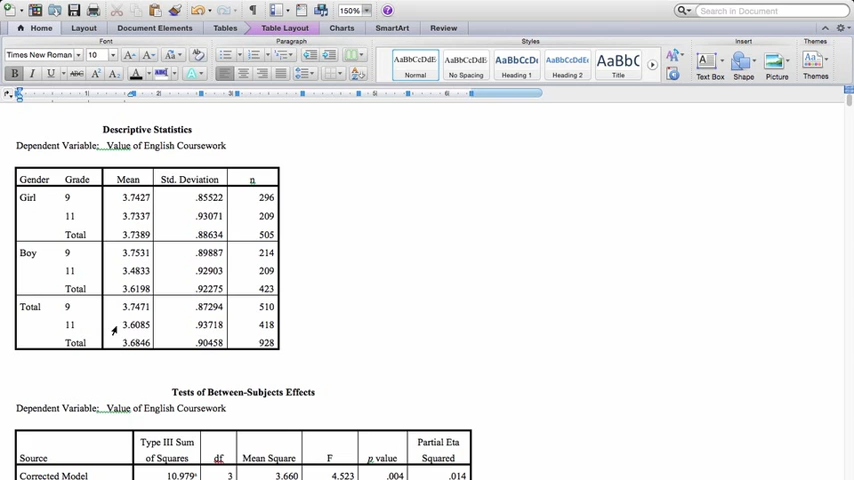 150%
Search in Document
Home Layout Document Elements Tables Table Layout Charts SmartArt Review
Font Paragraph Styles Insert Themes
Times New Roman 10
B I U ABC A² A₂ A ABC A
AaBbCcDdE AaBbCcDdE AaBbCcDc AaBbCcDdE AaBbC
Normal No Spacing Heading 1 Heading 2 Title
Text Box Shape Picture Themes
Descriptive Statistics
Dependent Variable: Value of English Coursework
Gender Grade Mean Std. Deviation n
Girl 9 3.7427 .85522 296
11 3.7337 .93071 209
Total 3.7389 .88634 505
Boy 9 3.7531 .89887 214
11 3.4833 .92903 209
Total 3.6198 .92275 423
Total 9 3.7471 .87294 510
11 3.6085 .93718 418
Total 3.6846 .90458 928
Tests of Between-Subjects Effects
Dependent Variable: Value of English Coursework
Type III Sum Partial Eta
Source of Squares df Mean Square F p value Squared
Corrected Model 10.979ᵃ 3 3.660 4.523 .004 .014